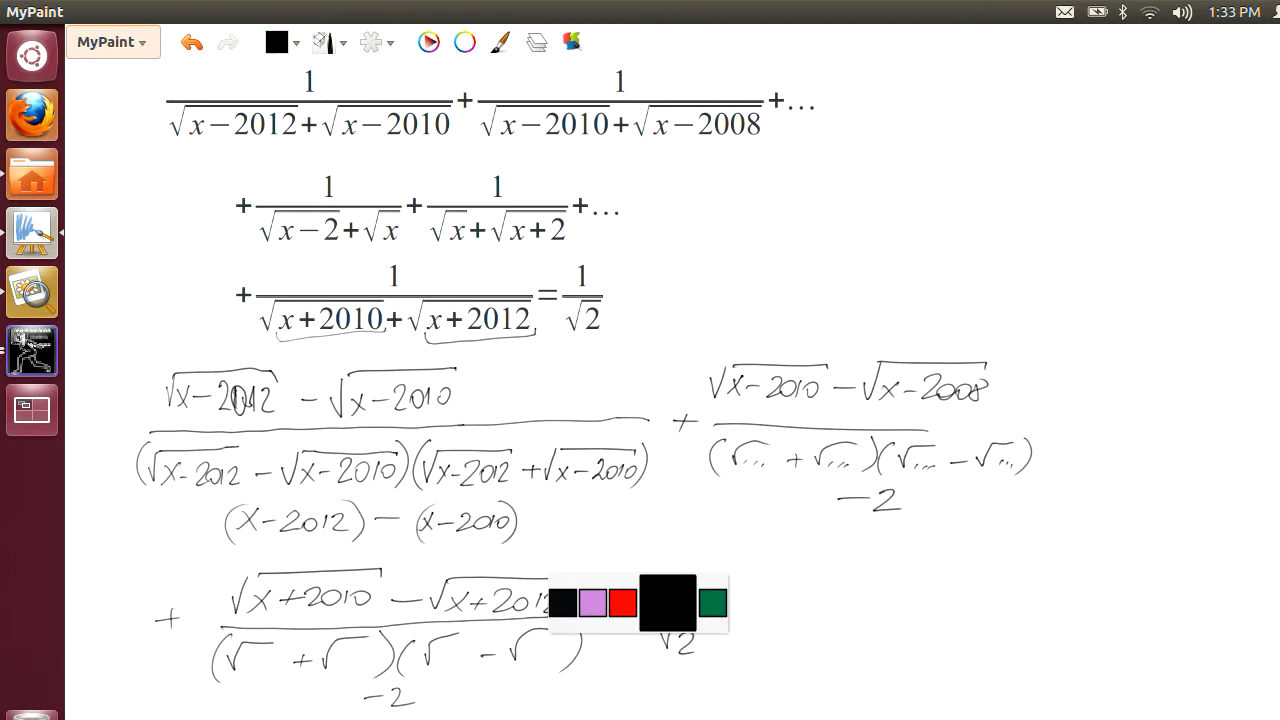 MyPaint 1:33 PM
MyPaint
1/(√(x−2012)+√(x−2010)) + 1/(√(x−2010)+√(x−2008)) +…
+ 1/(√(x−2)+√x) + 1/(√x+√(x+2)) +…
+ 1/(√(x+2010)+√(x+2012)) = 1/√2
√(x−2012) − √(x−2010) + √(x−2010) − √(x−2008)
(√(x−2012) − √(x−2010))(√(x−2012) + √(x−2010)) (√... + √...)(√... − √...)
(x−2012) − (x−2010) −2
+ √(x+2010) − √(x+2012
(√ + √ )(√ − √ ) √2
−2